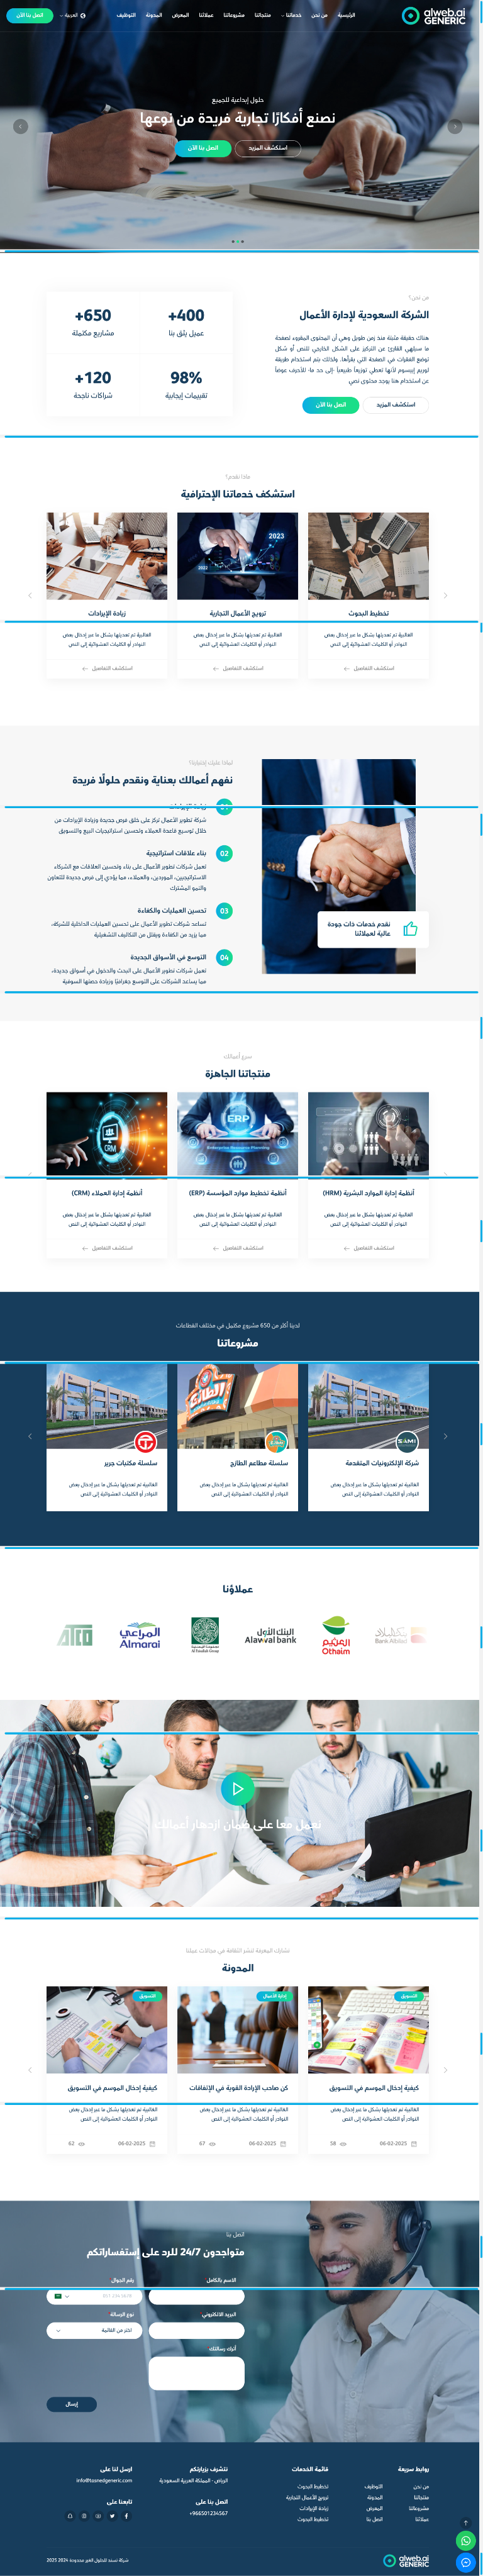 alweb.ai
GENERIC
الرئيسية
من نحن
خدماتنا
منتجاتنا
مشروعاتنا
عملائنا
المعرض
المدونة
التوظيف
العربية
اتصل بنا الآن
حلول إبداعية للجميع
نصنع أفكارًا تجارية فريدة من نوعها
استكشف المزيد
اتصل بنا الآن
من نحن؟
الشركة السعودية لإدارة الأعمال
هناك حقيقة مثبتة منذ زمن طويل وهي أن المحتوى المقروء لصفحة
ما سيلهي القارئ عن التركيز على الشكل الخارجي للنص أو شكل
توضع الفقرات في الصفحة التي يقرأها. ولذلك يتم استخدام طريقة
لوريم إيبسوم لأنها تعطي توزيعاَ طبيعياَ -إلى حد ما- للأحرف عوضاً
عن استخدام هنا يوجد محتوى نصي
استكشف المزيد
اتصل بنا الآن
+400
عميل يثق بنا
+650
مشاريع مكتملة
98%
تقييمات إيجابية
+120
شراكات ناجحة
ماذا نقدم؟
استشكف خدماتنا الإحترافية
تخطيط البحوث
الغالبية تم تعديلها بشكل ما عبر إدخال بعض
النوادر أو الكلمات العشوائية إلى النص
استكشف التفاصيل
2023
2022
ترويج الأعمال التجارية
الغالبية تم تعديلها بشكل ما عبر إدخال بعض
النوادر أو الكلمات العشوائية إلى النص
استكشف التفاصيل
زيادة الإيرادات
الغالبية تم تعديلها بشكل ما عبر إدخال بعض
النوادر أو الكلمات العشوائية إلى النص
استكشف التفاصيل
لماذا عليك إختيارنا؟
نفهم أعمالك بعناية ونقدم حلولًا فريدة
01
زيادة الإيرادات
شركة تطوير الأعمال تركز على خلق فرص جديدة وزيادة الإيرادات من
خلال توسيع قاعدة العملاء وتحسين استراتيجيات البيع والتسويق
02
بناء علاقات استراتيجية
تعمل شركات تطوير الأعمال على بناء وتحسين العلاقات مع الشركاء
الاستراتيجيين، الموردين، والعملاء، مما يؤدي إلى فرص جديدة للتعاون
والنمو المشترك
03
تحسين العمليات والكفاءة
تساعد شركات تطوير الأعمال على تحسين العمليات الداخلية للشركة،
مما يزيد من الكفاءة ويقلل من التكاليف التشغيلية
04
التوسع في الأسواق الجديدة
تعمل شركات تطوير الأعمال على البحث والدخول في أسواق جديدة،
مما يساعد الشركات على التوسع جغرافيًا وزيادة حصتها السوقية
نقدم خدمات ذات جودة
عالية لعملائنا
سرع أعمالك
منتجاتنا الجاهزة
أنظمة إدارة الموارد البشرية (HRM)
الغالبية تم تعديلها بشكل ما عبر إدخال بعض
النوادر أو الكلمات العشوائية إلى النص
استكشف التفاصيل
ERP
أنظمة تخطيط موارد المؤسسة (ERP)
الغالبية تم تعديلها بشكل ما عبر إدخال بعض
النوادر أو الكلمات العشوائية إلى النص
استكشف التفاصيل
CRM
أنظمة إدارة العملاء (CRM)
الغالبية تم تعديلها بشكل ما عبر إدخال بعض
النوادر أو الكلمات العشوائية إلى النص
استكشف التفاصيل
لدينا أكثر من 650 مشروع مكتمل في مختلف القطاعات
مشروعاتنا
SAMI
شركة الإلكترونيات المتقدمة
الغالبية تم تعديلها بشكل ما عبر إدخال بعض
النوادر أو الكلمات العشوائية إلى النص
الطازج
سلسلة مطاعم الطازج
الغالبية تم تعديلها بشكل ما عبر إدخال بعض
النوادر أو الكلمات العشوائية إلى النص
سلسلة مكتبات جرير
الغالبية تم تعديلها بشكل ما عبر إدخال بعض
النوادر أو الكلمات العشوائية إلى النص
عملاؤنا
بنك البلاد
Bank Albilad
العثيم
Othaim
البنك الأول
Alawwal bank
Al Faisaliah Group
المراعي
Almarai
ATCO
نعمل معا على ضمان ازدهار أعمالك
نشارك المعرفة لنشر الثقافة في مجالات عملنا
المدونة
التسويق
كيفية إدخال الموسم في التسويق
الغالبية تم تعديلها بشكل ما عبر إدخال بعض
النوادر أو الكلمات العشوائية إلى النص
06-02-2025
58
إدارة الأعمال
كن صاحب الإرادة القوية في الإتفاقات
الغالبية تم تعديلها بشكل ما عبر إدخال بعض
النوادر أو الكلمات العشوائية إلى النص
06-02-2025
67
التسويق
كيفية إدخال الموسم في التسويق
الغالبية تم تعديلها بشكل ما عبر إدخال بعض
النوادر أو الكلمات العشوائية إلى النص
06-02-2025
62
اتصل بنا
متواجدون 24/7 للرد على إستفساراتكم
الاسم بالكامل
رقم الجوال
البريد الالكتروني
نوع الرسالة
اختر من القائمة
أترك رسالتك
إرسال
روابط سريعة
من نحن
التوظيف
منتجاتنا
المدونة
مشروعاتنا
المعرض
عملائنا
اتصل بنا
قائمة الخدمات
تخطيط البحوث
ترويج الأعمال التجارية
زيادة الإيرادات
تخطيط البحوث
نتشرف بزيارتكم
الرياض - المملكة العربية السعودية
اتصل بنا على
+966501234567
ارسل لنا على
info@tasnedgeneric.com
تابعنا على
alweb.ai
GENERIC
شركة تسند للحلول الغير محدودة 2024 2025